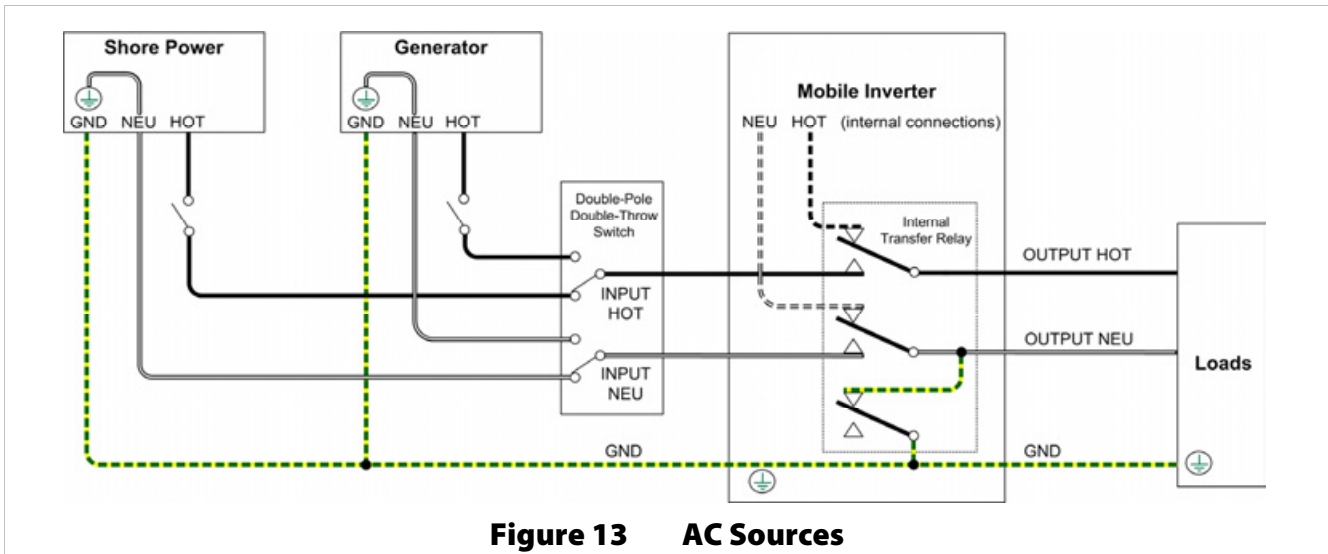 Shore Power
GND NEU HOT
Generator
GND NEU HOT
Double-Pole
Double-Throw
Switch
INPUT
HOT
INPUT
NEU
Mobile Inverter
NEU HOT (internal connections)
Internal
Transfer Relay
OUTPUT HOT
OUTPUT NEU
Loads
GND
GND
Figure 13 AC Sources